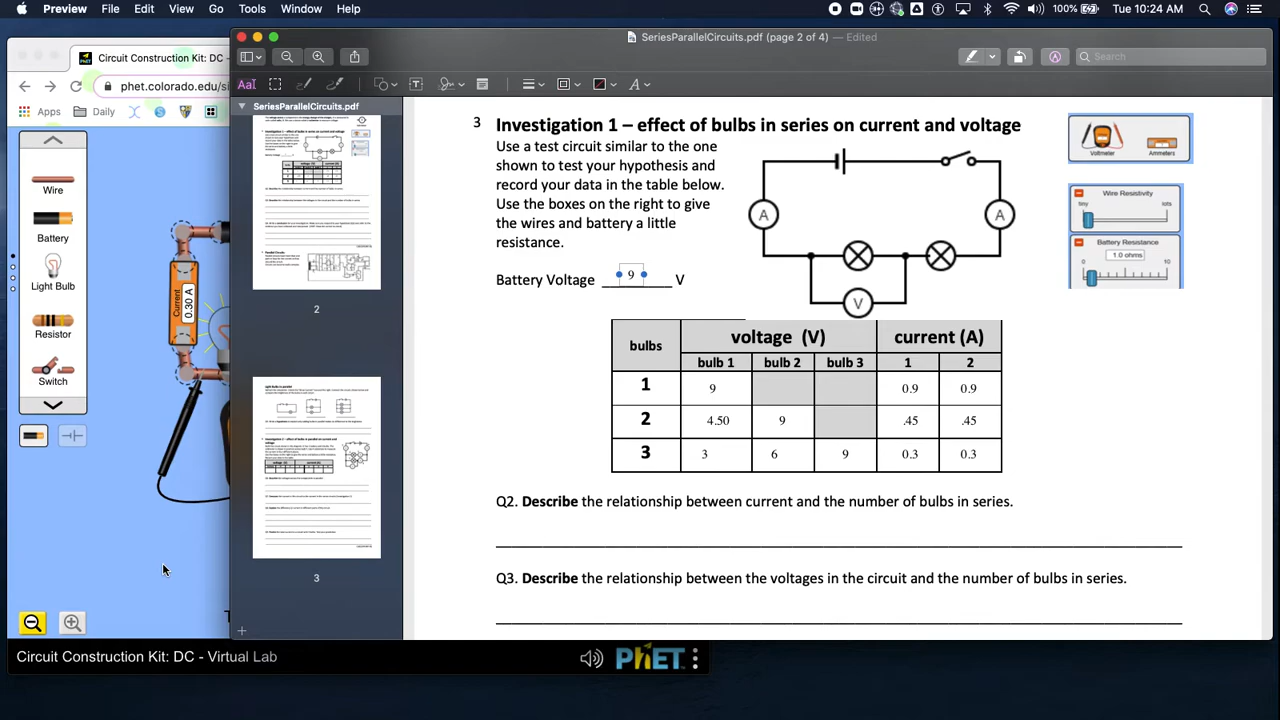 Preview File Edit View Go Tools Window Help
100% Tue 10:24 AM
Circuit Construction Kit: DC -
phet.colorado.edu/si
Apps Daily
SeriesParallelCircuits.pdf (page 2 of 4) — Edited
Search
SeriesParallelCircuits.pdf
2
3
Wire
Battery
Light Bulb
Resistor
Switch
Current
0.30 A
3 Investigation 1 – effect of bulbs in series on current and voltage
Use a test circuit similar to the one
shown to test your hypothesis and
record your data in the table below.
Use the boxes on the right to give
the wires and battery a little
resistance.
Battery Voltage 9 V
A
A
V
Voltmeter Ammeters
Wire Resistivity
tiny lots
Battery Resistance
1.0 ohms
0 10
bulbs voltage (V) current (A)
bulb 1 bulb 2 bulb 3 1 2
1 9 0.9 0.9
2 4.50 9 .45 .45
3 3 6 9 0.3 0.3
Q2. Describe the relationship between the current and the number of bulbs in series.
Q3. Describe the relationship between the voltages in the circuit and the number of bulbs in series.
Circuit Construction Kit: DC - Virtual Lab
PhET